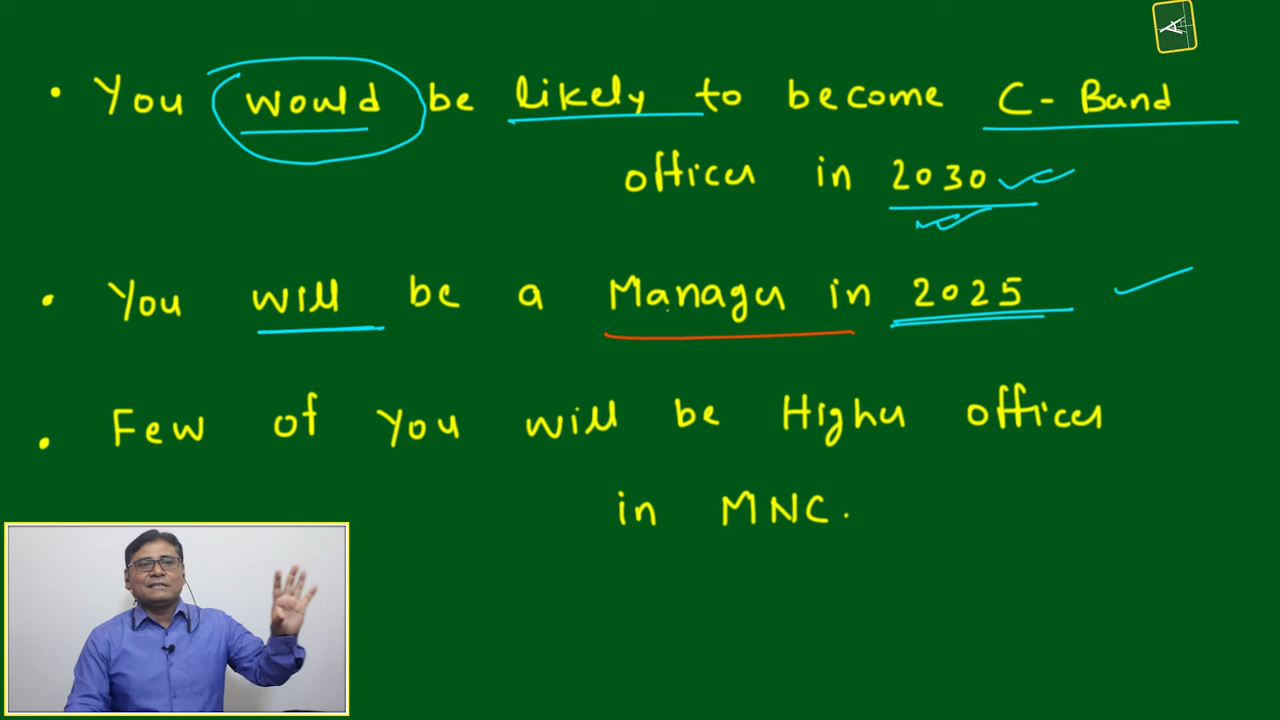 • You would be likely to become C-Band
officer in 2030
• You will be a Manager in 2025
• Few of you will be Higher officer
in MNC.